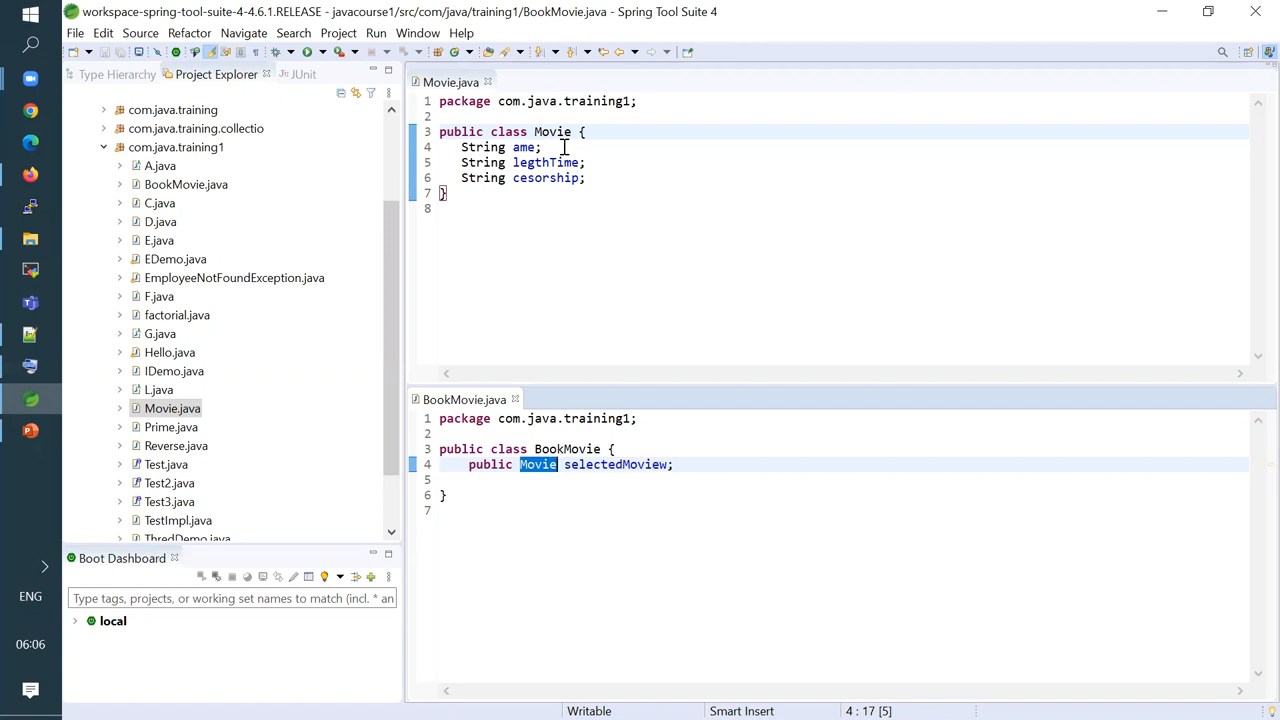 workspace-spring-tool-suite-4-4.6.1.RELEASE - javacourse1/src/com/java/training1/BookMovie.java - Spring Tool Suite 4
File Edit Source Refactor Navigate Search Project Run Window Help
Type Hierarchy Project Explorer JUnit
com.java.training
com.java.training.collectio
com.java.training1
A.java
BookMovie.java
C.java
D.java
E.java
EDemo.java
EmployeeNotFoundException.java
F.java
factorial.java
G.java
Hello.java
IDemo.java
I.java
Movie.java
Prime.java
Reverse.java
Test.java
Test2.java
Test3.java
TestImpl.java
ThredDemo.java
Boot Dashboard
Type tags, projects, or working set names to match (incl. * an
local
Movie.java
1 package com.java.training1;
2
3 public class Movie {
4 String ame;
5 String legthTime;
6 String cesorship;
7 }
8
BookMovie.java
1 package com.java.training1;
2
3 public class BookMovie {
4 public Movie selectedMoview;
5
6 }
7
Writable Smart Insert 4 : 17 [5]
ENG
06:06